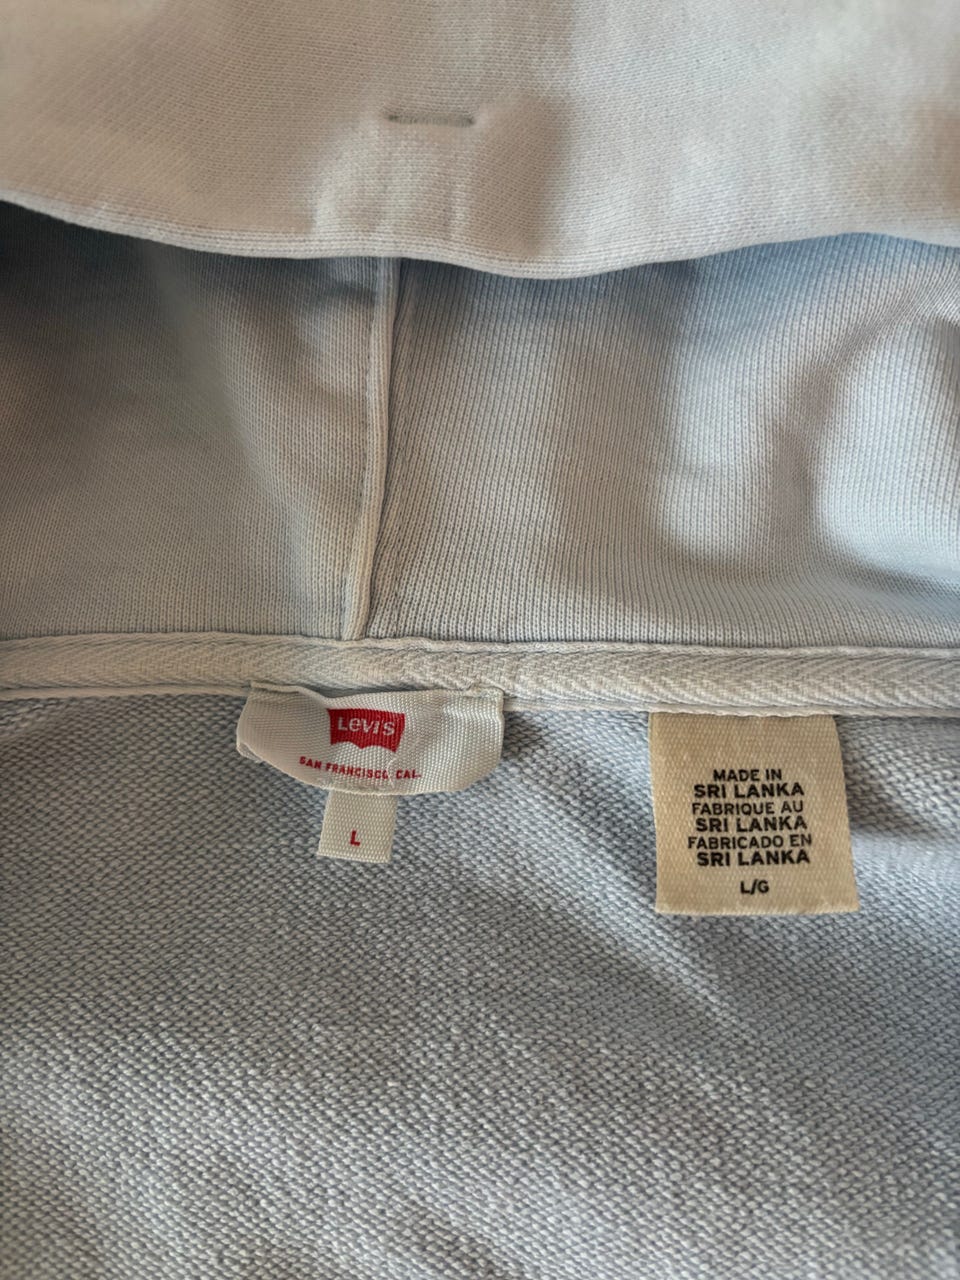 Levi's
SAN FRANCISCO, CAL.
L
MADE IN
SRI LANKA
FABRIQUE AU
SRI LANKA
FABRICADO EN
SRI LANKA
L/G